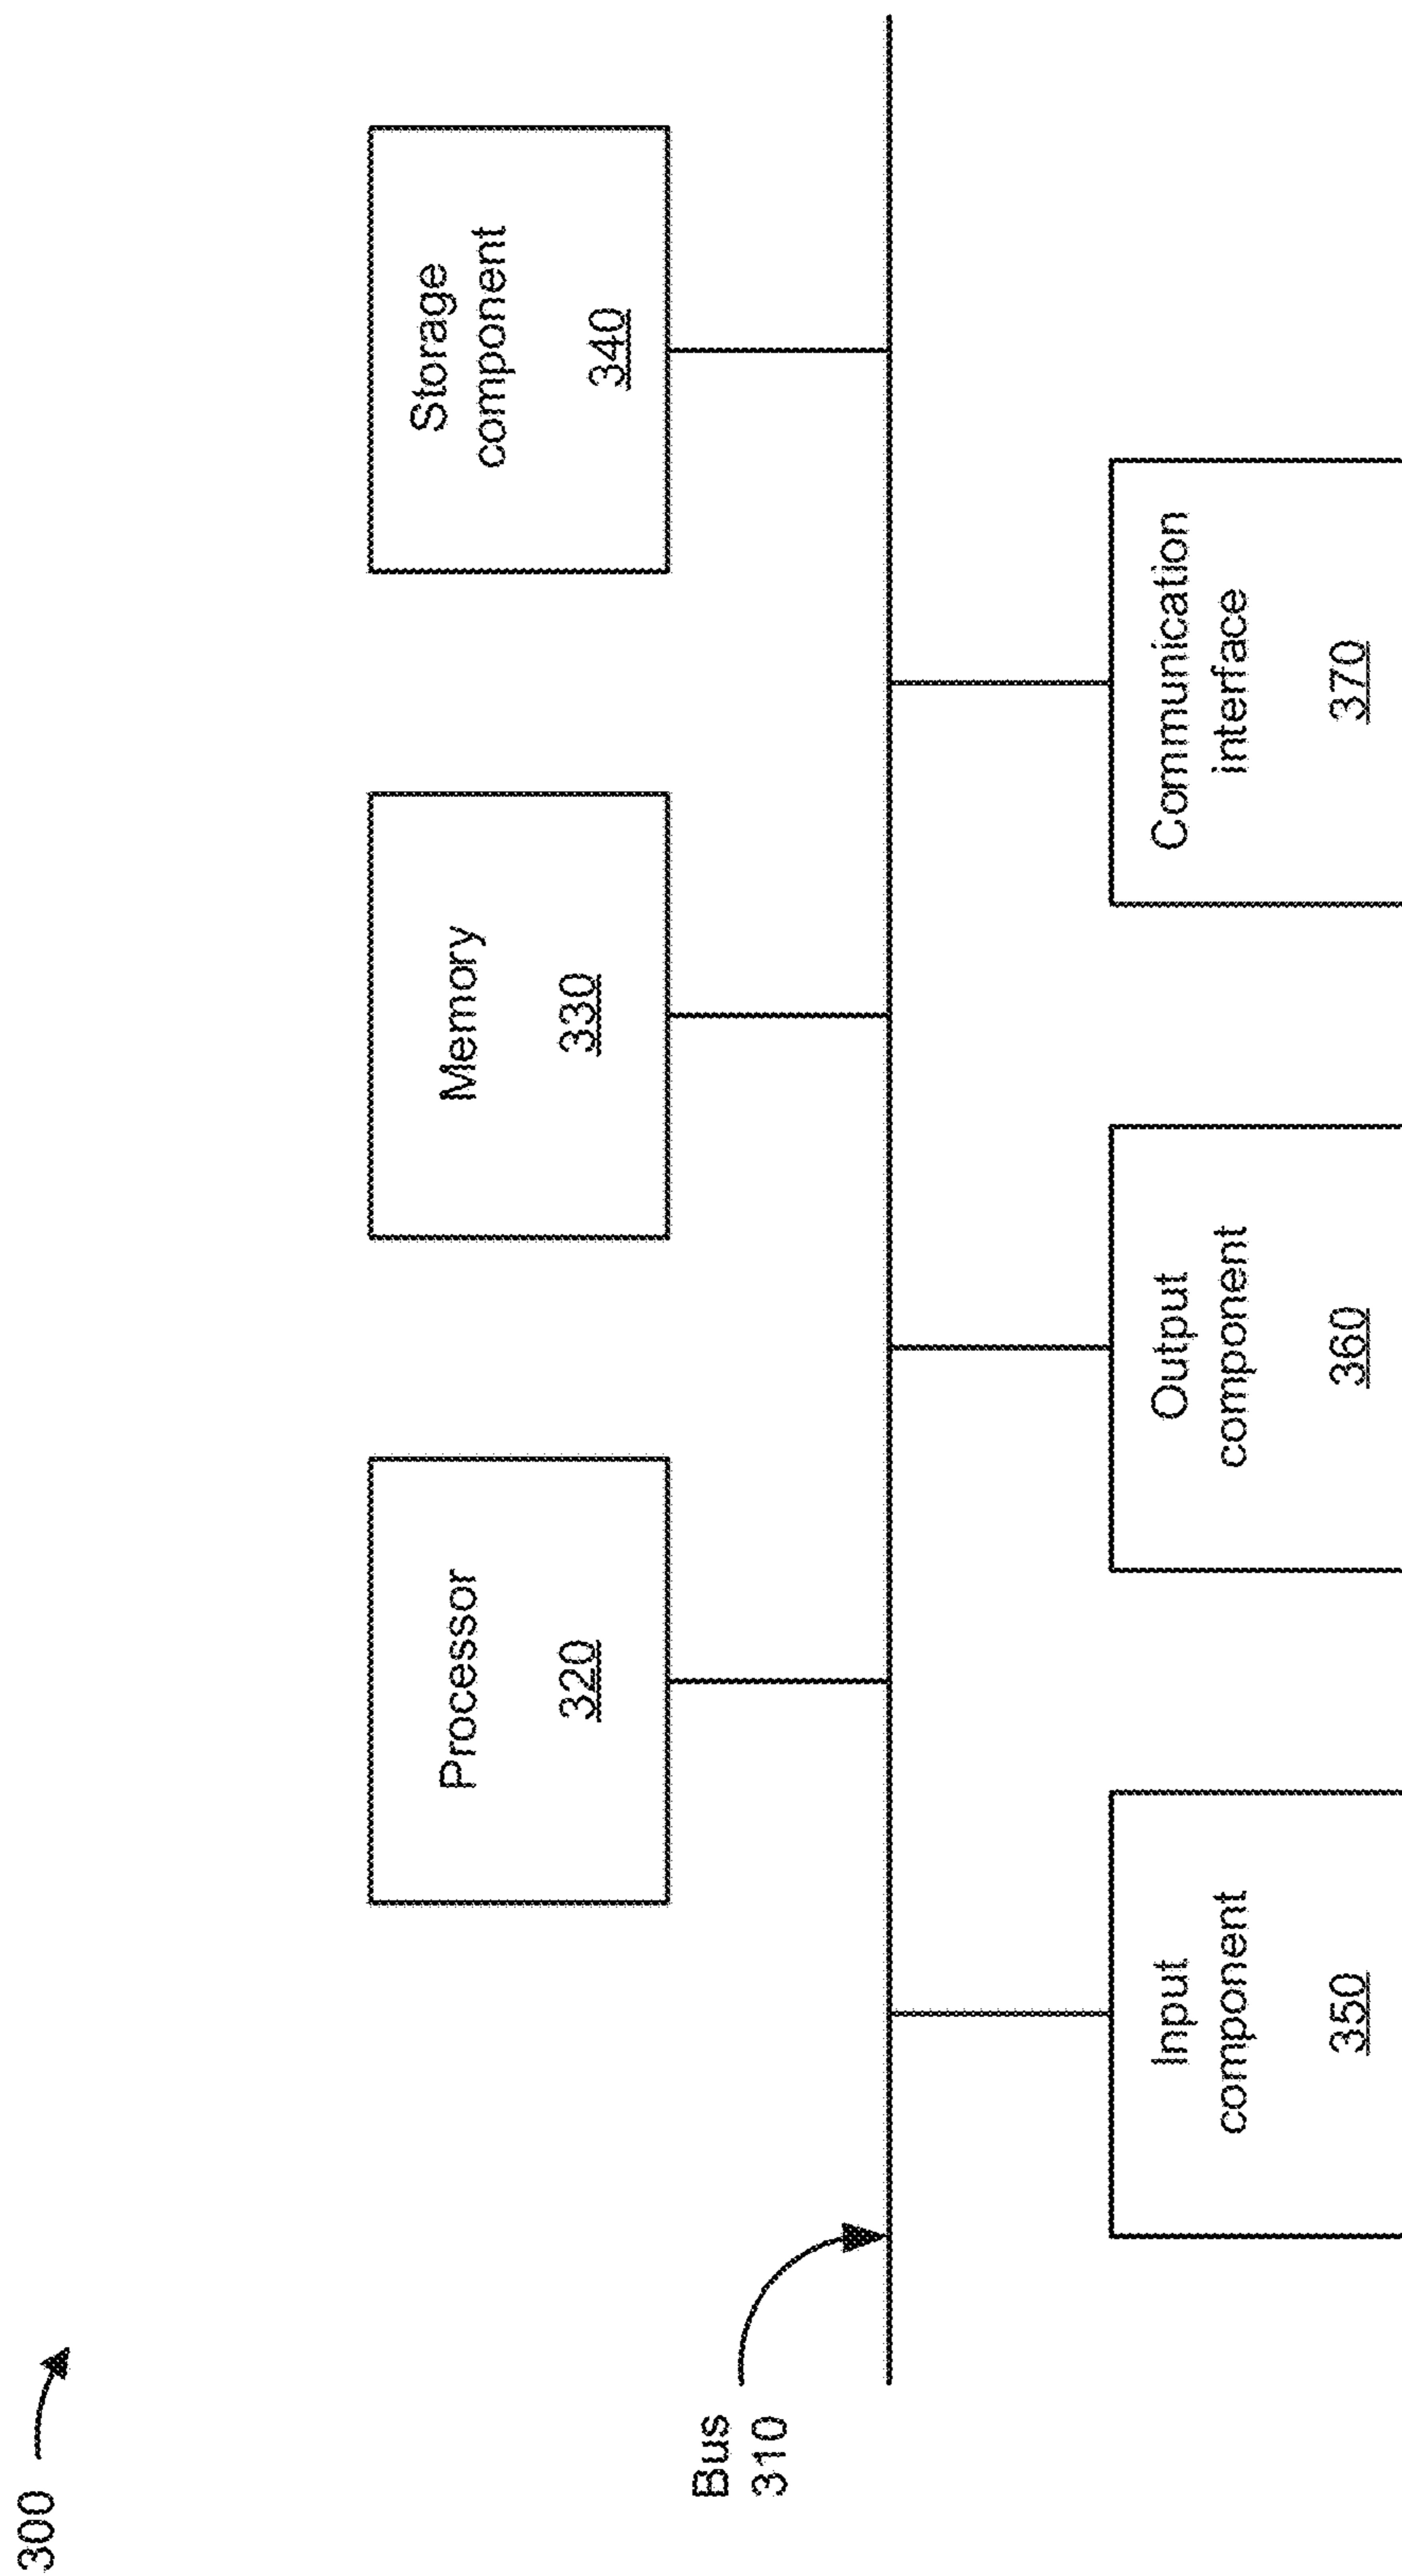 300
Processor
320
Memory
330
Storage
component
340
Bus
310
Input
component
350
Output
component
360
Communication
interface
370